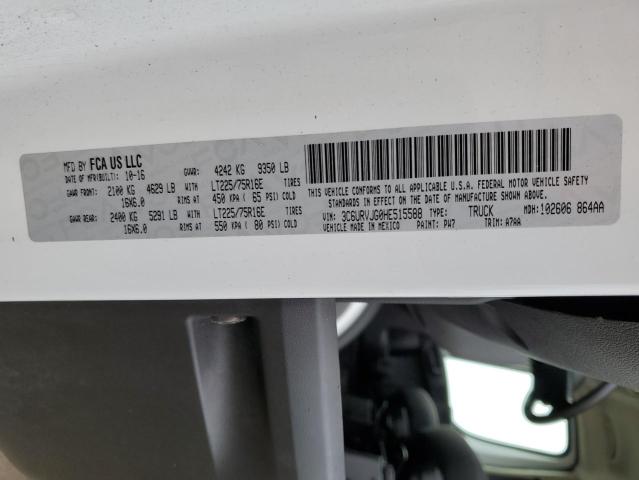 MFD BY FCA US LLC
DATE OF MFR(BUILT): 10-16
GVWR: 4242 KG 9350 LB
GAWR FRONT: 2100 KG 4629 LB WITH LT225/75R16E TIRES
16X6.0 RIMS AT 450 KPA ( 65 PSI) COLD
GAWR REAR: 2400 KG 5291 LB WITH LT225/75R16E TIRES
16X6.0 RIMS AT 550 KPA ( 80 PSI) COLD
THIS VEHICLE CONFORMS TO ALL APPLICABLE U.S.A. FEDERAL MOTOR VEHICLE SAFETY
STANDARDS IN EFFECT ON THE DATE OF MANUFACTURE SHOWN ABOVE.
VIN: 3C6URVJG0HE515588 TYPE: TRUCK MDH:102606 864AA
VEHICLE MADE IN MEXICO PAINT: PW7 TRIM: A7AA